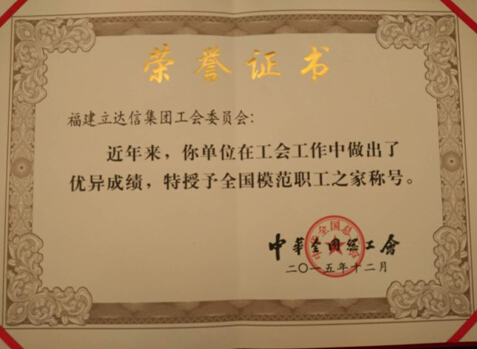 荣誉证书
福建立达信集团工会委员会：
近年来，你单位在工会工作中做出了
优异成绩，特授予全国模范职工之家称号。
中华全国总工会
二〇一五年十二月